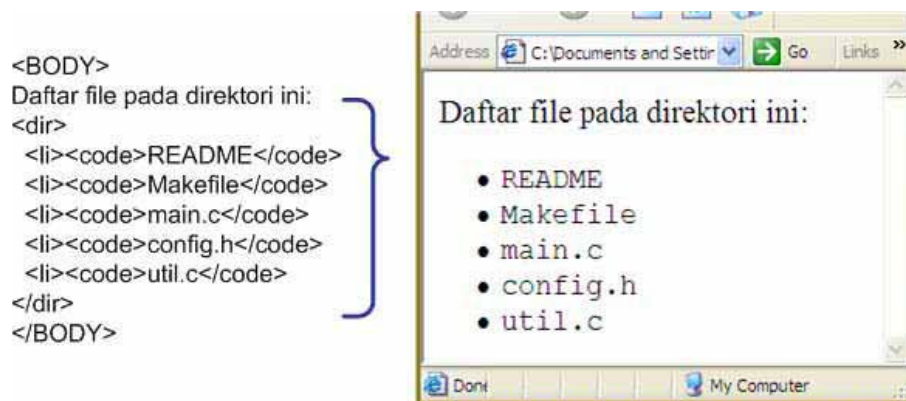 <BODY>
Daftar file pada direktori ini:
<dir>
<li><code>README</code>
<li><code>Makefile</code>
<li><code>main.c</code>
<li><code>config.h</code>
<li><code>util.c</code>
</dir>
</BODY>
Address C:\Documents and Settir Go Links »
Daftar file pada direktori ini:
• README
• Makefile
• main.c
• config.h
• util.c
Done My Computer